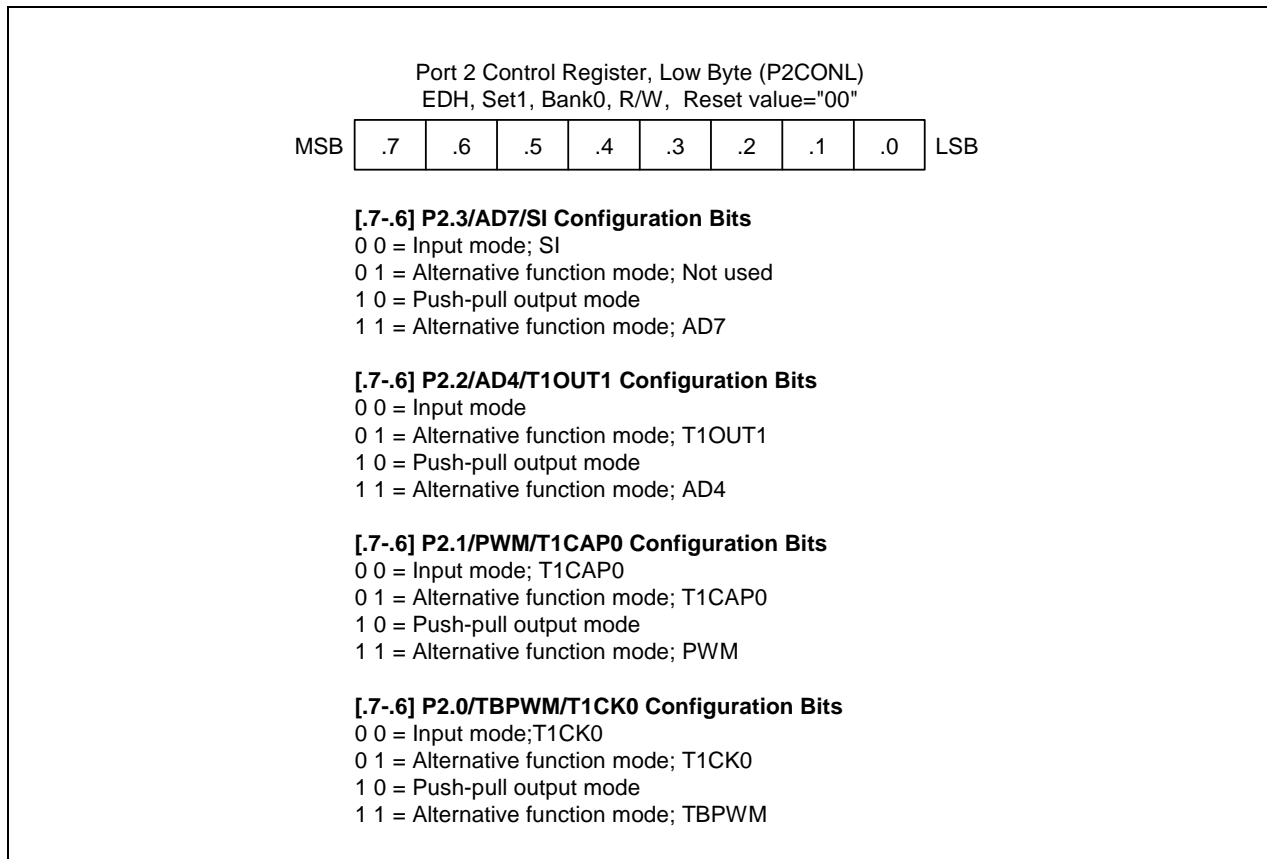 Port 2 Control Register, Low Byte (P2CONL)
EDH, Set1, Bank0, R/W, Reset value="00"
MSB .7 .6 .5 .4 .3 .2 .1 .0 LSB
[.7-.6] P2.3/AD7/SI Configuration Bits
0 0 = Input mode; SI
0 1 = Alternative function mode; Not used
1 0 = Push-pull output mode
1 1 = Alternative function mode; AD7
[.7-.6] P2.2/AD4/T1OUT1 Configuration Bits
0 0 = Input mode
0 1 = Alternative function mode; T1OUT1
1 0 = Push-pull output mode
1 1 = Alternative function mode; AD4
[.7-.6] P2.1/PWM/T1CAP0 Configuration Bits
0 0 = Input mode; T1CAP0
0 1 = Alternative function mode; T1CAP0
1 0 = Push-pull output mode
1 1 = Alternative function mode; PWM
[.7-.6] P2.0/TBPWM/T1CK0 Configuration Bits
0 0 = Input mode;T1CK0
0 1 = Alternative function mode; T1CK0
1 0 = Push-pull output mode
1 1 = Alternative function mode; TBPWM